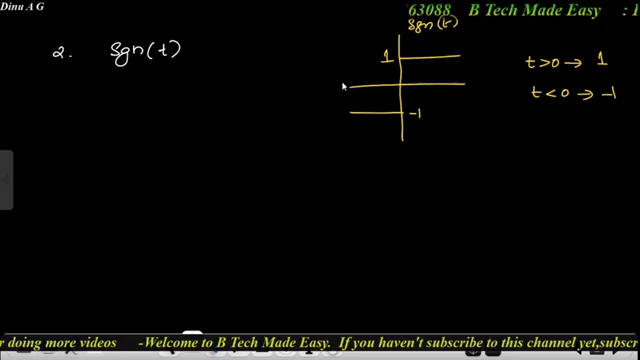 Dinu A G
63088 B Tech Made Easy : 1
2. Sgn(t)
Sgn(t)
1
-1
t>0 → 1
t<0 → -1
r doing more videos -Welcome to B Tech Made Easy. If you haven't subscribe to this channel yet,subscr